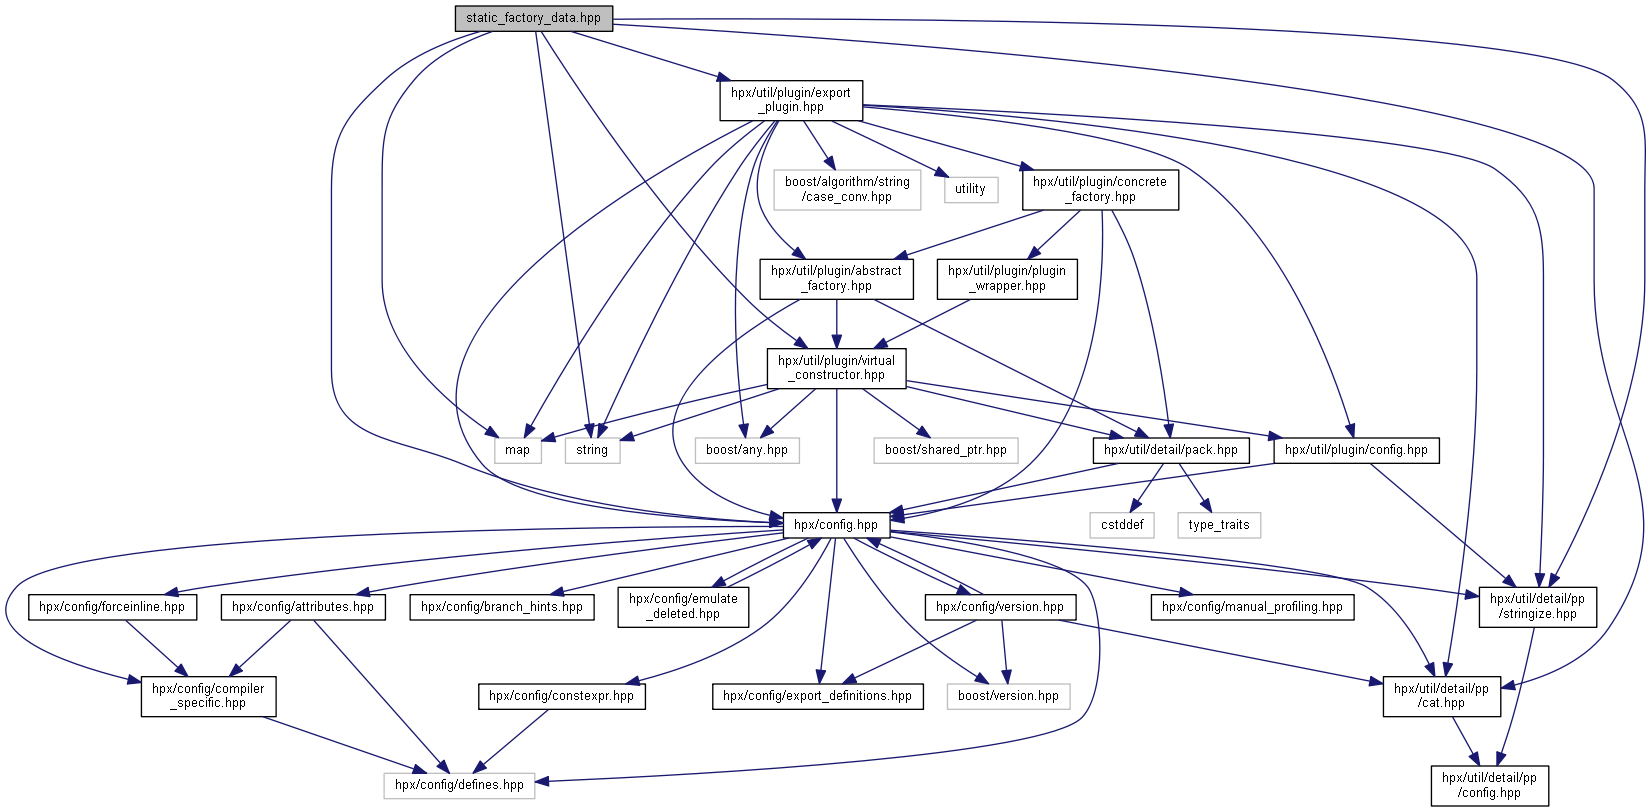 static_factory_data.hpp
hpx/util/plugin/export
_plugin.hpp
boost/algorithm/string
/case_conv.hpp
utility
hpx/util/plugin/concrete
_factory.hpp
hpx/util/plugin/abstract
_factory.hpp
hpx/util/plugin/plugin
_wrapper.hpp
hpx/util/plugin/virtual
_constructor.hpp
map
string
boost/any.hpp
boost/shared_ptr.hpp
hpx/util/detail/pack.hpp
hpx/util/plugin/config.hpp
hpx/config.hpp
cstddef
type_traits
hpx/config/forceinline.hpp
hpx/config/attributes.hpp
hpx/config/branch_hints.hpp
hpx/config/emulate
_deleted.hpp
hpx/config/version.hpp
hpx/config/manual_profiling.hpp
hpx/util/detail/pp
/stringize.hpp
hpx/config/compiler
_specific.hpp
hpx/config/constexpr.hpp
hpx/config/export_definitions.hpp
boost/version.hpp
hpx/util/detail/pp
/cat.hpp
hpx/config/defines.hpp
hpx/util/detail/pp
/config.hpp